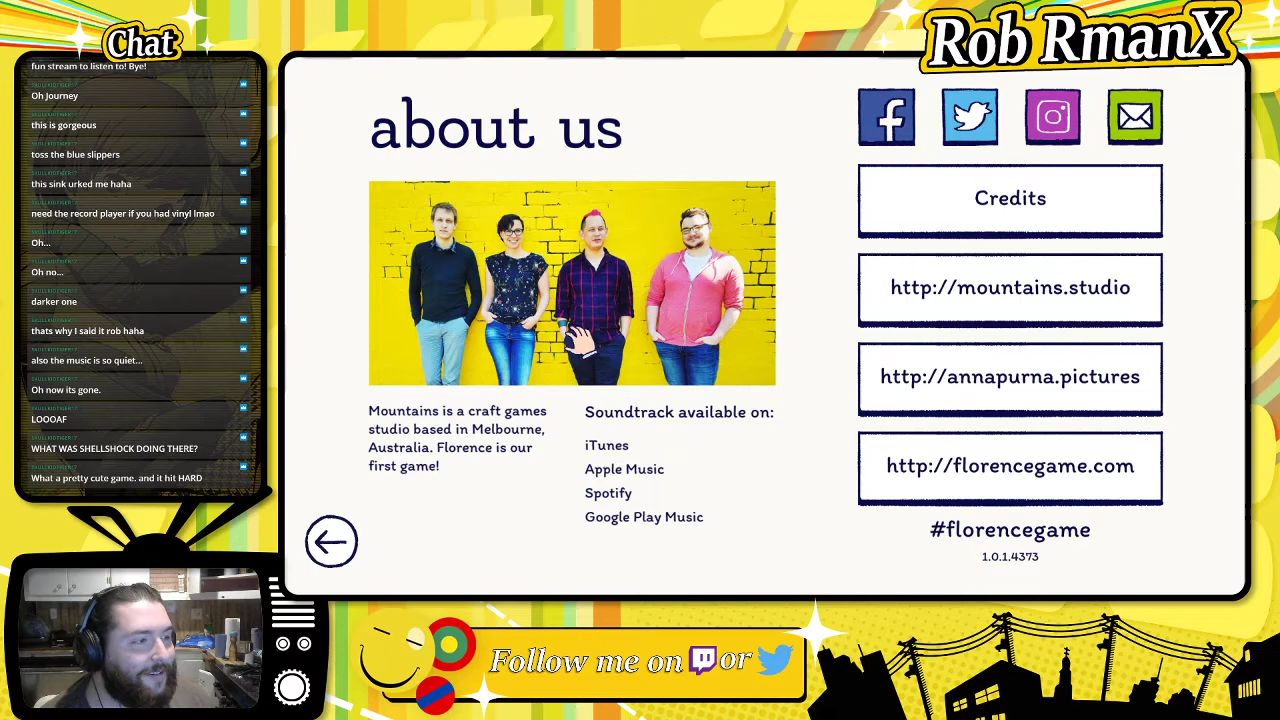 Chat
Rob RmanX
fun stream to listen to! Bye!
Oh Journey
this is gorgeous
toss the blue slippers
this sink urked me haha
need the record player if you had vinyl lmao
Oh...
Oh no...
darker one
thats why I said it rob haha
also the music is so quiet...
Oh now its gone.
LOOOAF
WHAT WAS SHELLSHOCK DOING THERE?
What a pretty cute game. and it hit HARD
about us
Mountains is a craft games
studio based in Melbourne,
Australia. Florence is our
first game!
Soundtrack available on:
iTunes
Apple Music
Spotify
Google Play Music
Credits
http://mountains.studio
http://annapurna.pictures
http://florencegame.com
#florencegame
1.0.1.4373
Follow me on or